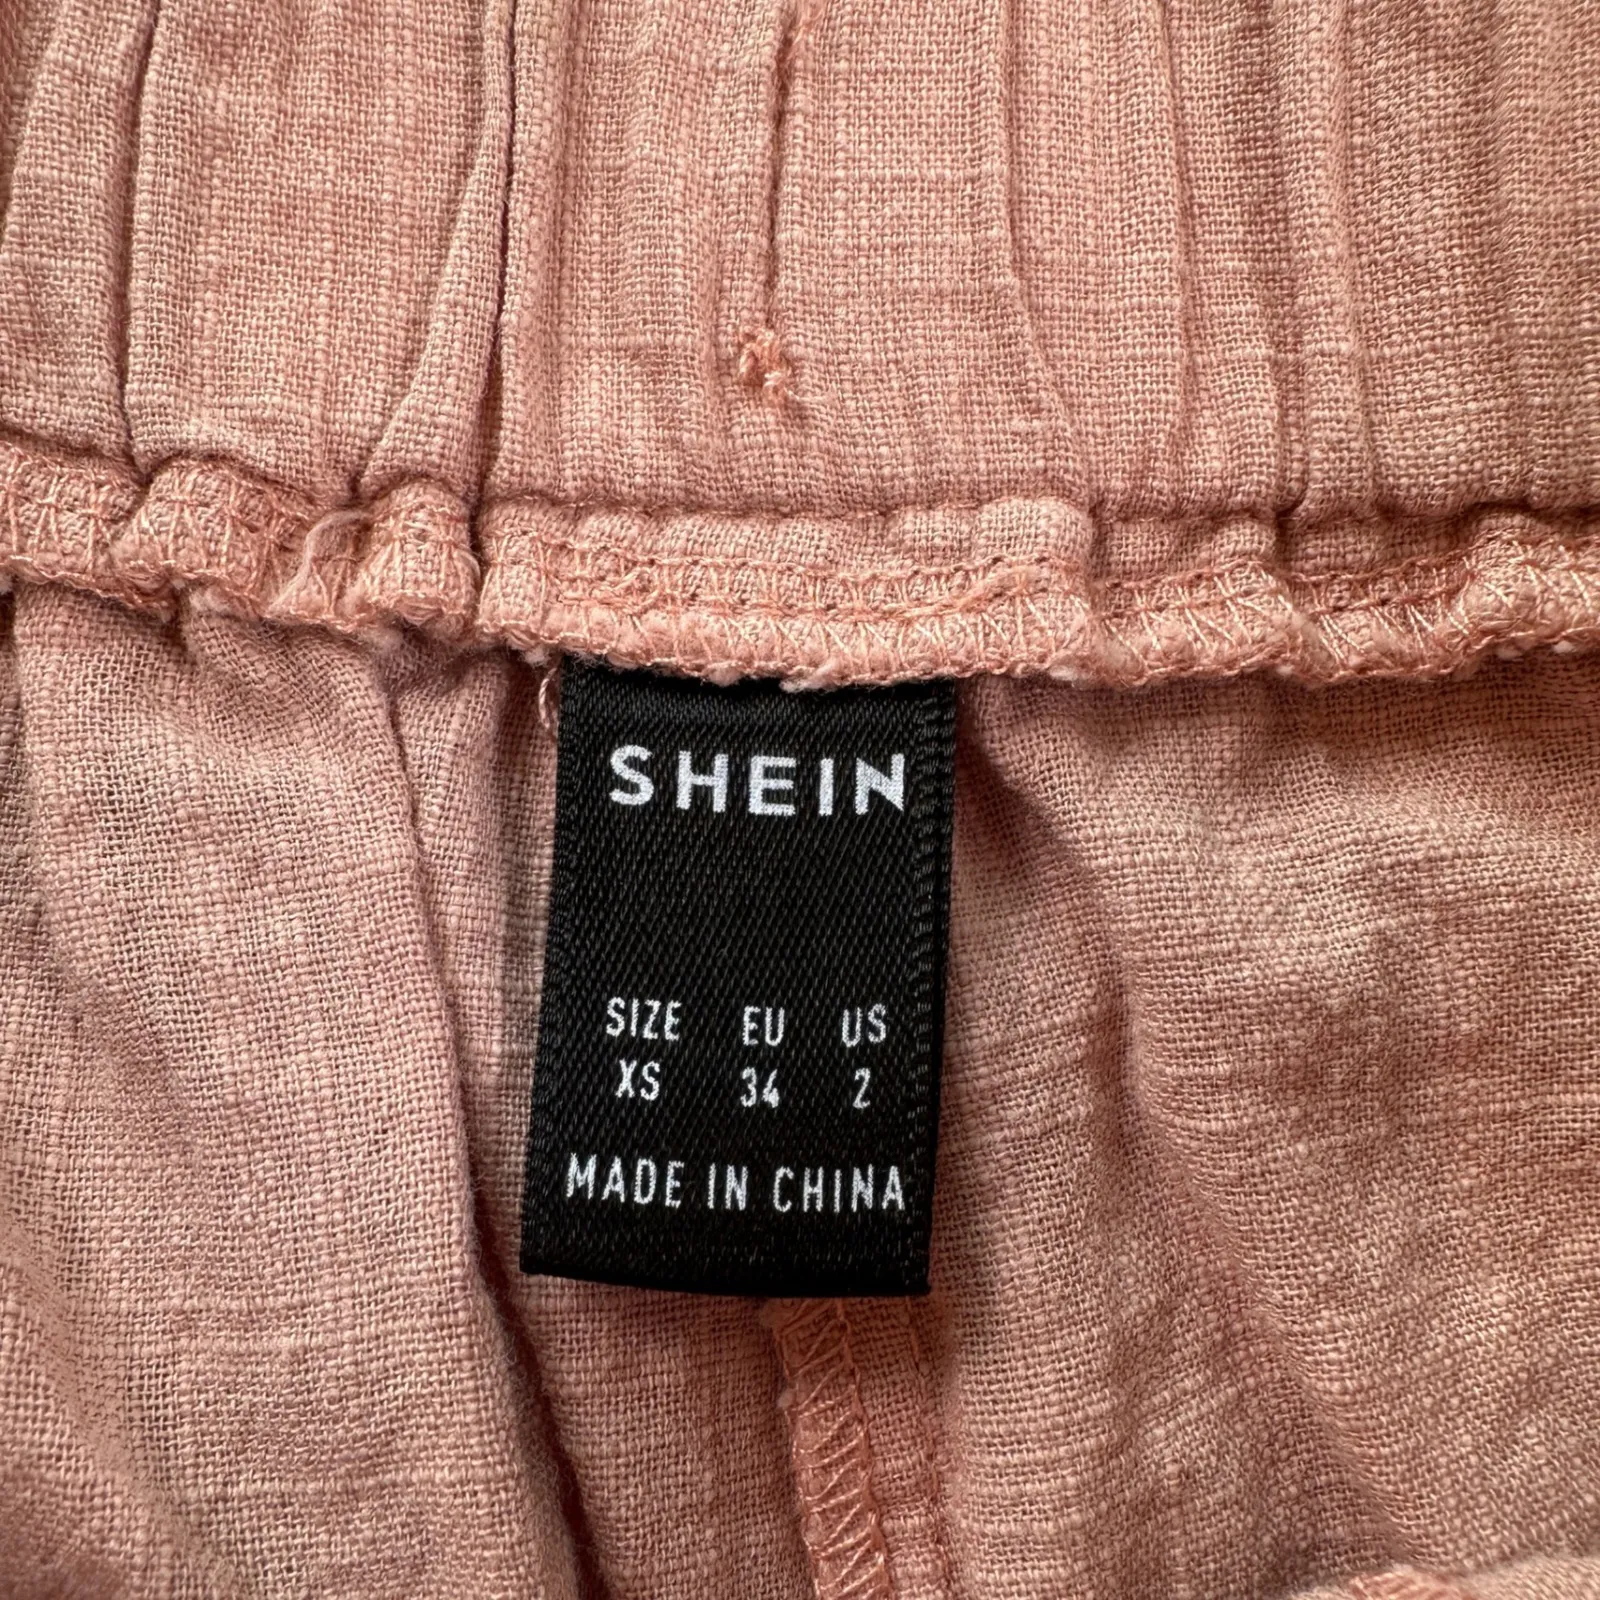 SHEIN
SIZE EU US
XS 34 2
MADE IN CHINA